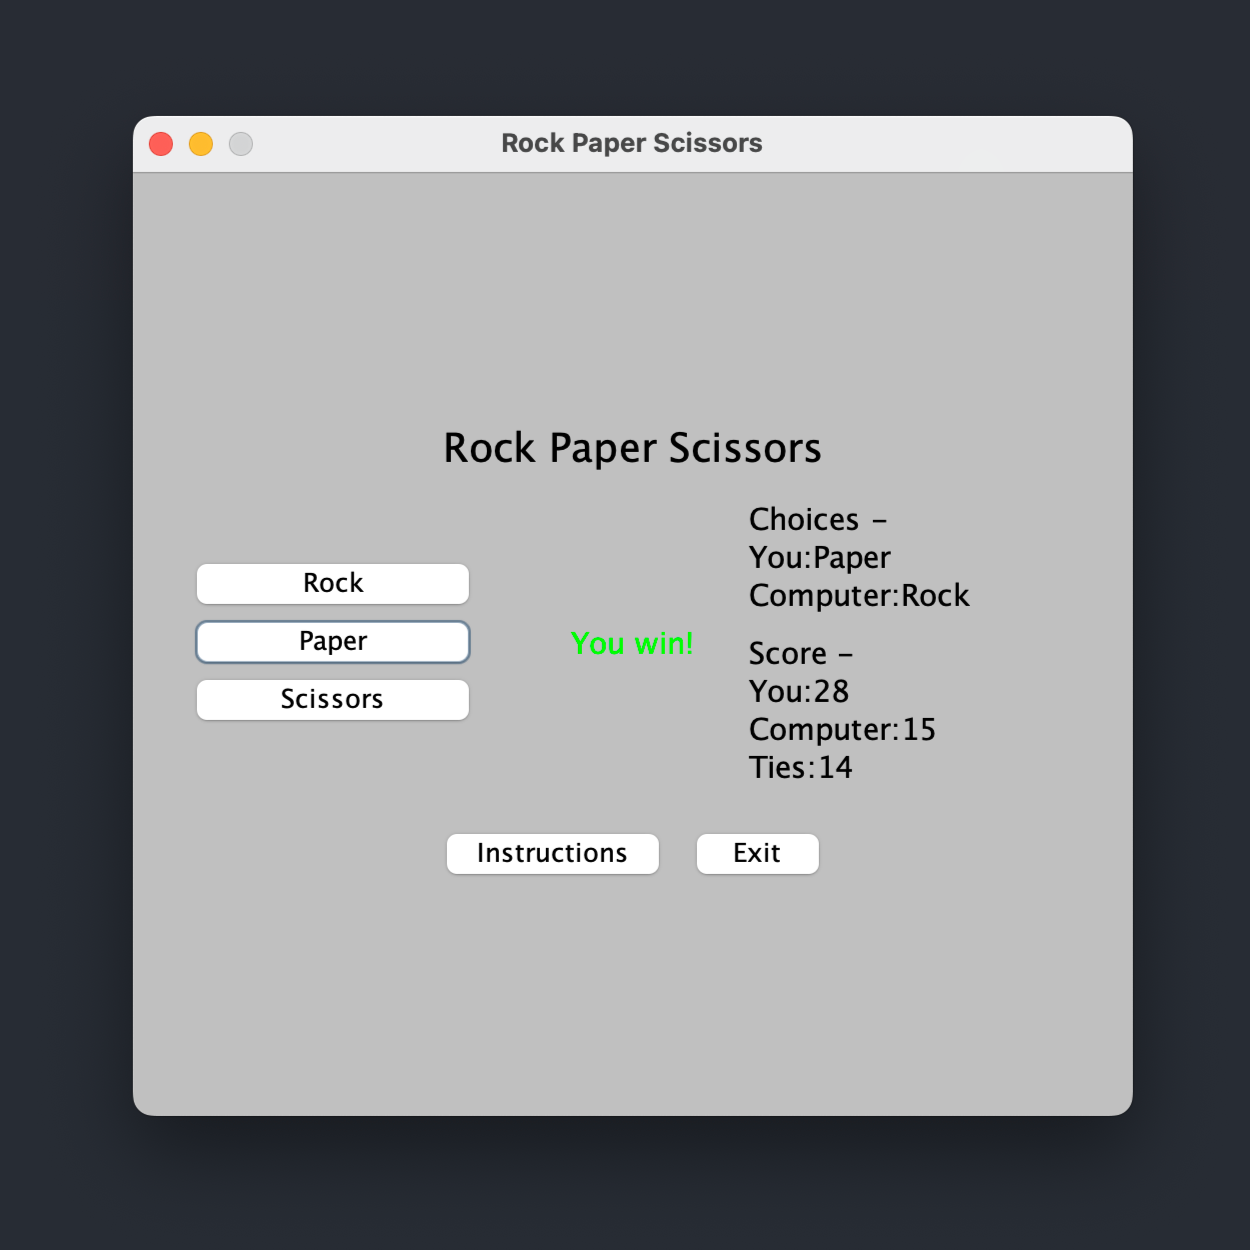 Rock Paper Scissors
Rock Paper Scissors
Choices –
You:Paper
Computer:Rock
Rock
Paper
Scissors
You win!
Score –
You:28
Computer:15
Ties:14
Instructions
Exit